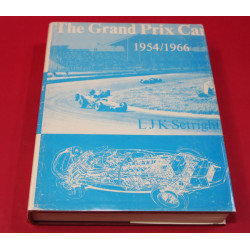 The Grand Prix Car
1954/1966
L J K Setright